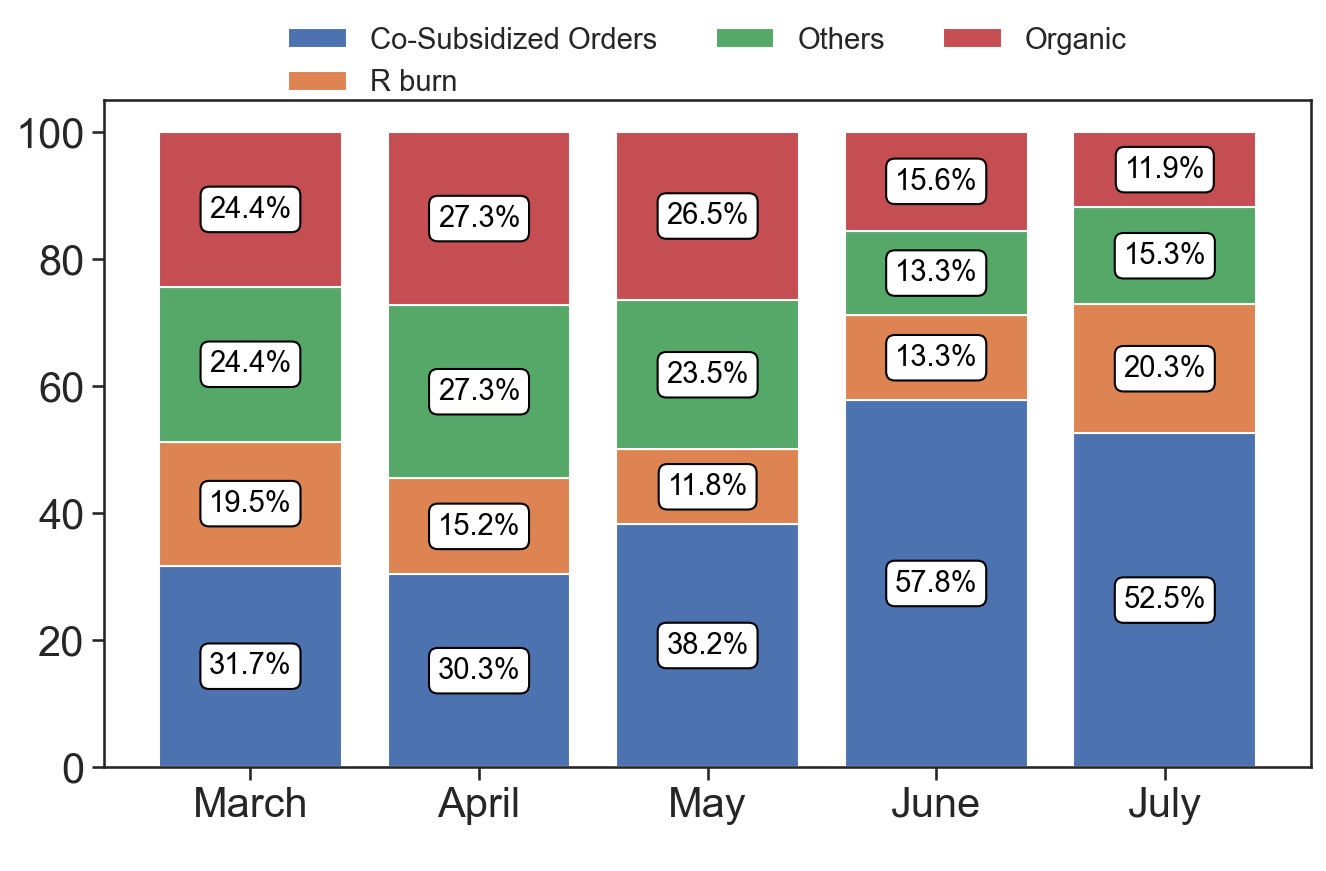 Co-Subsidized Orders Others Organic
R burn
100
24.4% 27.3% 26.5% 15.6% 11.9%
80
24.4% 27.3% 23.5% 13.3% 15.3%
60
13.3% 20.3%
40
19.5% 15.2% 11.8%
57.8% 52.5%
20
31.7% 30.3% 38.2%
0
March April May June July